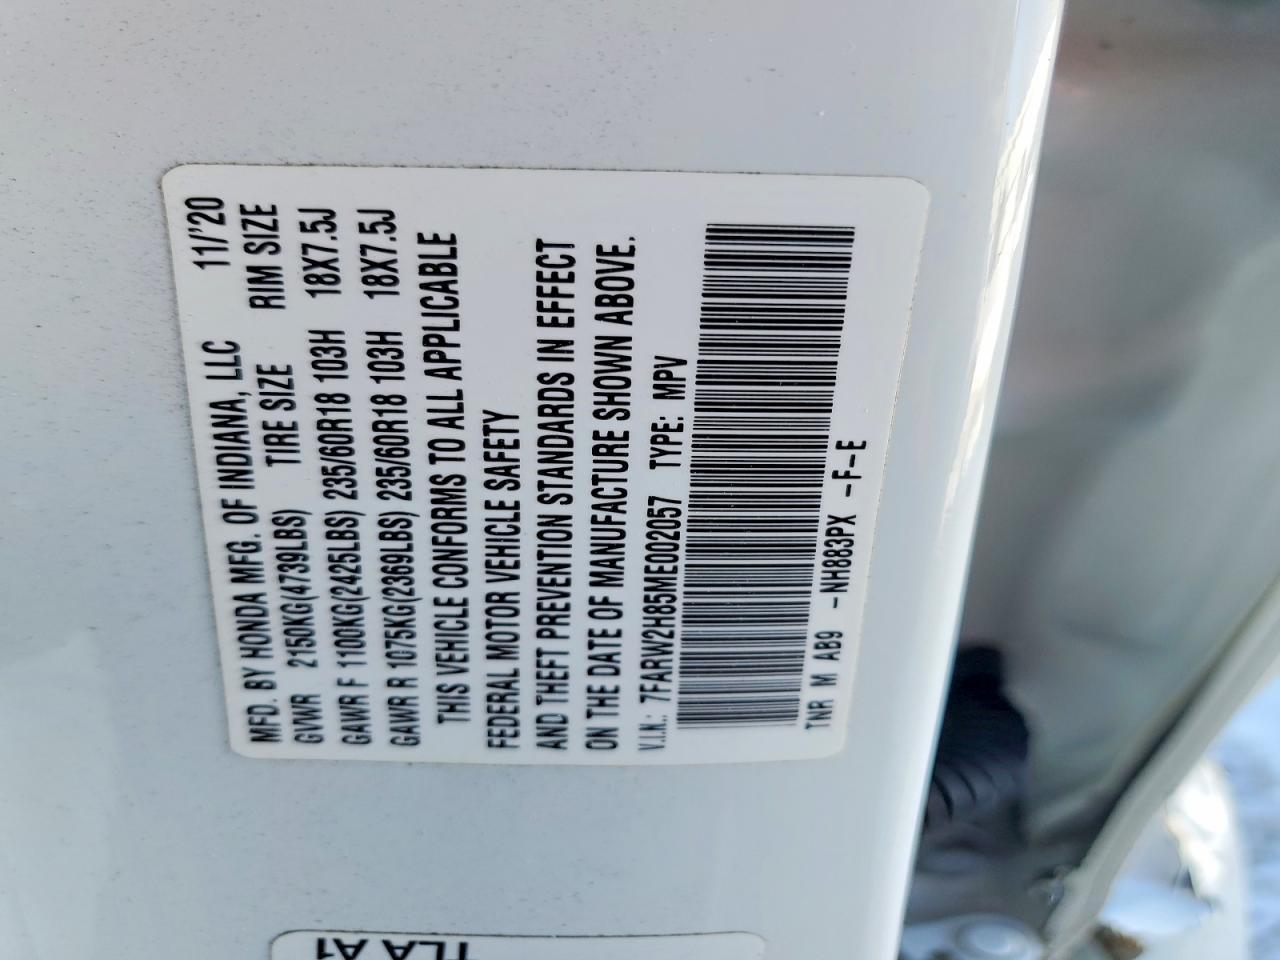 MFD. BY HONDA MFG. OF INDIANA, LLC 11/'20
GVWR 2150KG(4739LBS) TIRE SIZE RIM SIZE
GAWR F 1100KG(2425LBS) 235/60R18 103H 18X7.5J
GAWR R 1075KG(2369LBS) 235/60R18 103H 18X7.5J
THIS VEHICLE CONFORMS TO ALL APPLICABLE
FEDERAL MOTOR VEHICLE SAFETY
AND THEFT PREVENTION STANDARDS IN EFFECT
ON THE DATE OF MANUFACTURE SHOWN ABOVE.
V.I.N.: 7FARW2H85ME002057 TYPE: MPV
TNR M AB9 -NH883PX -F-E
TLA A1